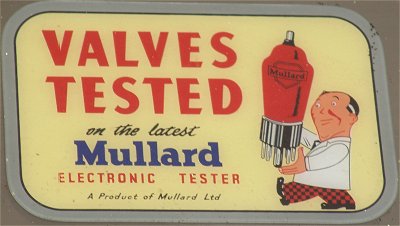 VALVES
TESTED
on the latest
Mullard
ELECTRONIC TESTER
A Product of Mullard Ltd
Mullard